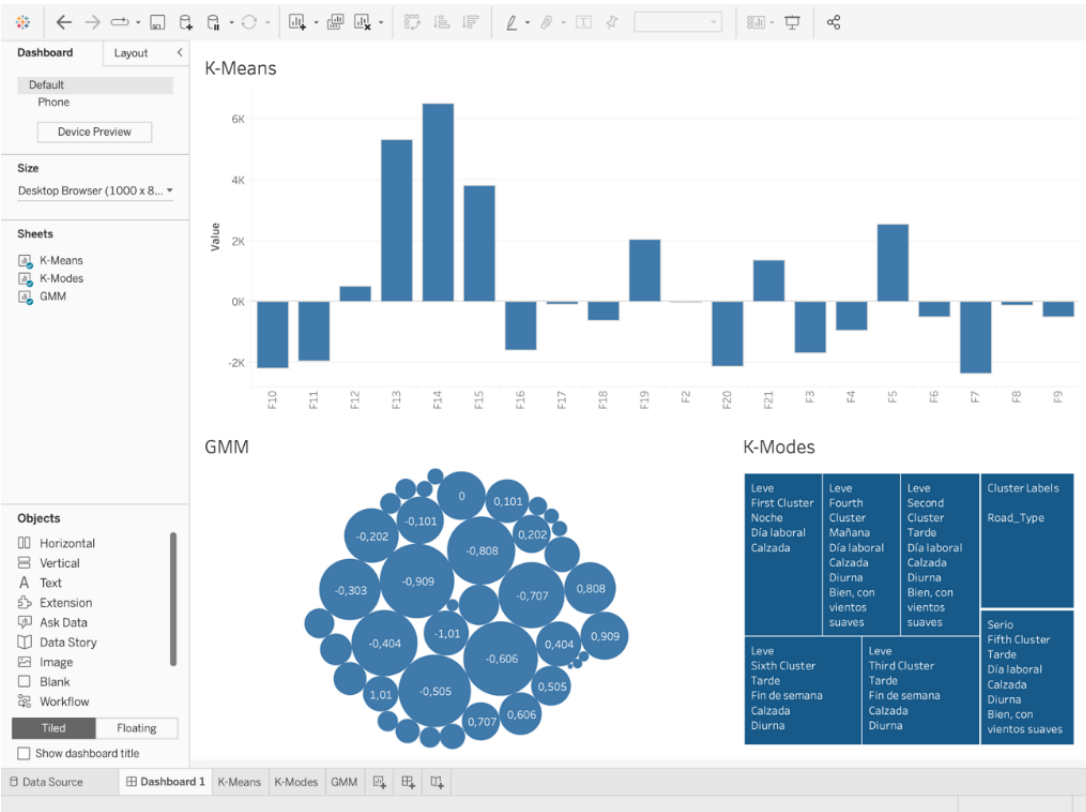 Dashboard
Layout
Default
Phone
Device Preview
Size
Desktop Browser (1000 x 8...
Sheets
K-Means
K-Modes
GMM
Objects
Horizontal
Vertical
A Text
Extension
Ask Data
Data Story
Image
Blank
Workflow
Tiled
Floating
Show dashboard title
K-Means
Value
6K
4K
2K
0K
-2K
F10
F11
F12
F13
F14
F15
F16
F17
F18
F19
F2
F20
F21
F3
F4
F5
F6
F7
F8
F9
GMM
0
0,101
-0,101
-0,202
0,202
-0,808
-0,909
-0,303
-0,707
0,808
-1,01
-0,404
0,404
0,909
-0,606
1,01
-0,505
0,505
0,707
0,606
K-Modes
Leve
First Cluster
Noche
Día laboral
Calzada
Leve
Fourth
Cluster
Mañana
Día laboral
Calzada
Diurna
Bien, con
vientos
suaves
Leve
Second
Cluster
Tarde
Día laboral
Calzada
Diurna
Bien, con
vientos
suaves
Cluster Labels
Road_Type
Leve
Sixth Cluster
Tarde
Fin de semana
Calzada
Diurna
Leve
Third Cluster
Tarde
Fin de semana
Calzada
Diurna
Serio
Fifth Cluster
Tarde
Día laboral
Calzada
Diurna
Bien, con
vientos suaves
Data Source
Dashboard 1
K-Means
K-Modes
GMM